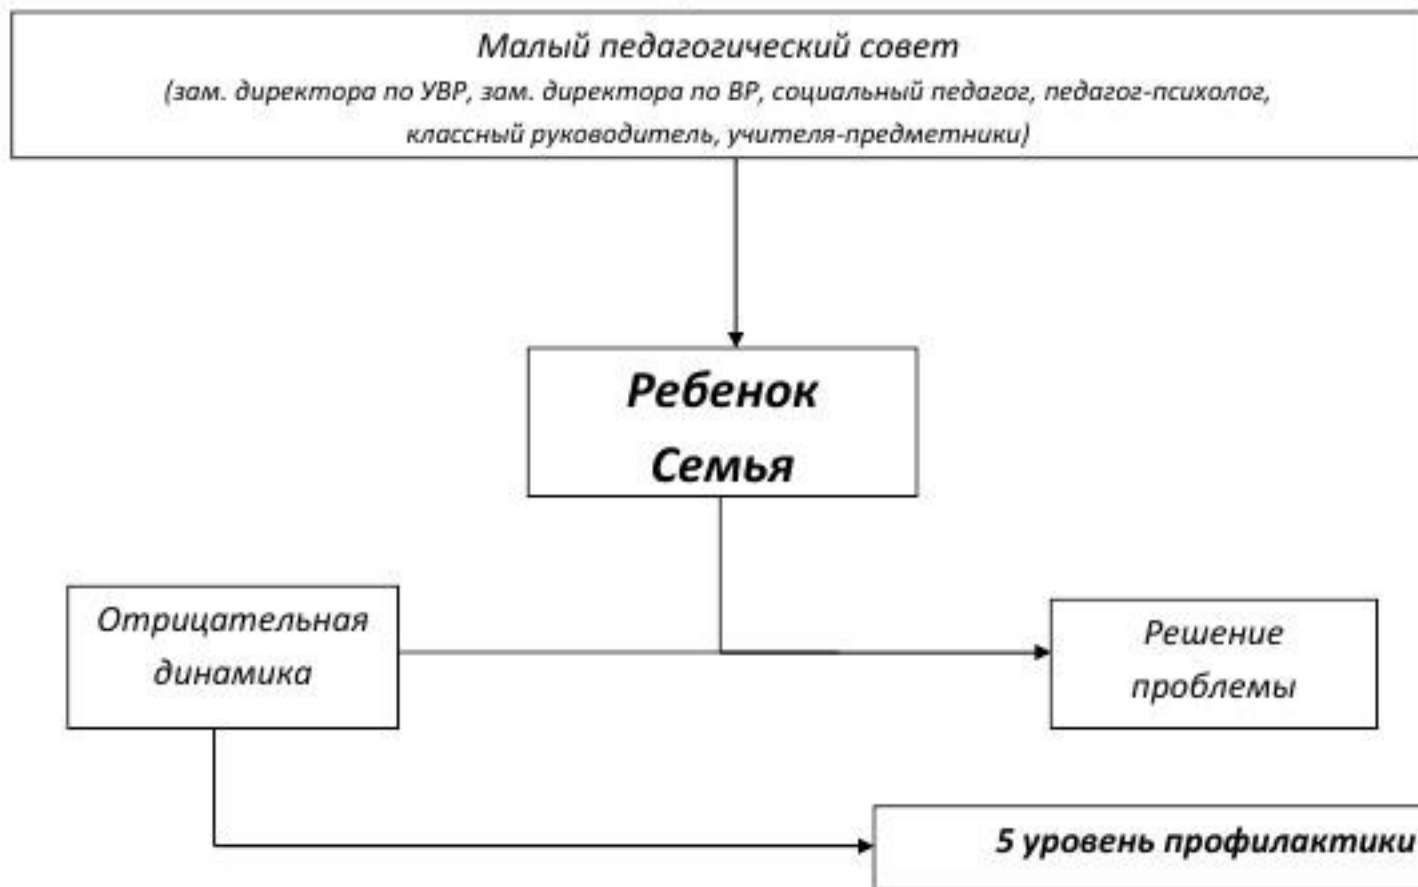 Малый педагогический совет
(зам. директора по УВР, зам. директора по ВР, социальный педагог, педагог-психолог,
классный руководитель, учителя-предметники)
Ребенок
Семья
Отрицательная
динамика
Решение
проблемы
5 уровень профилактики